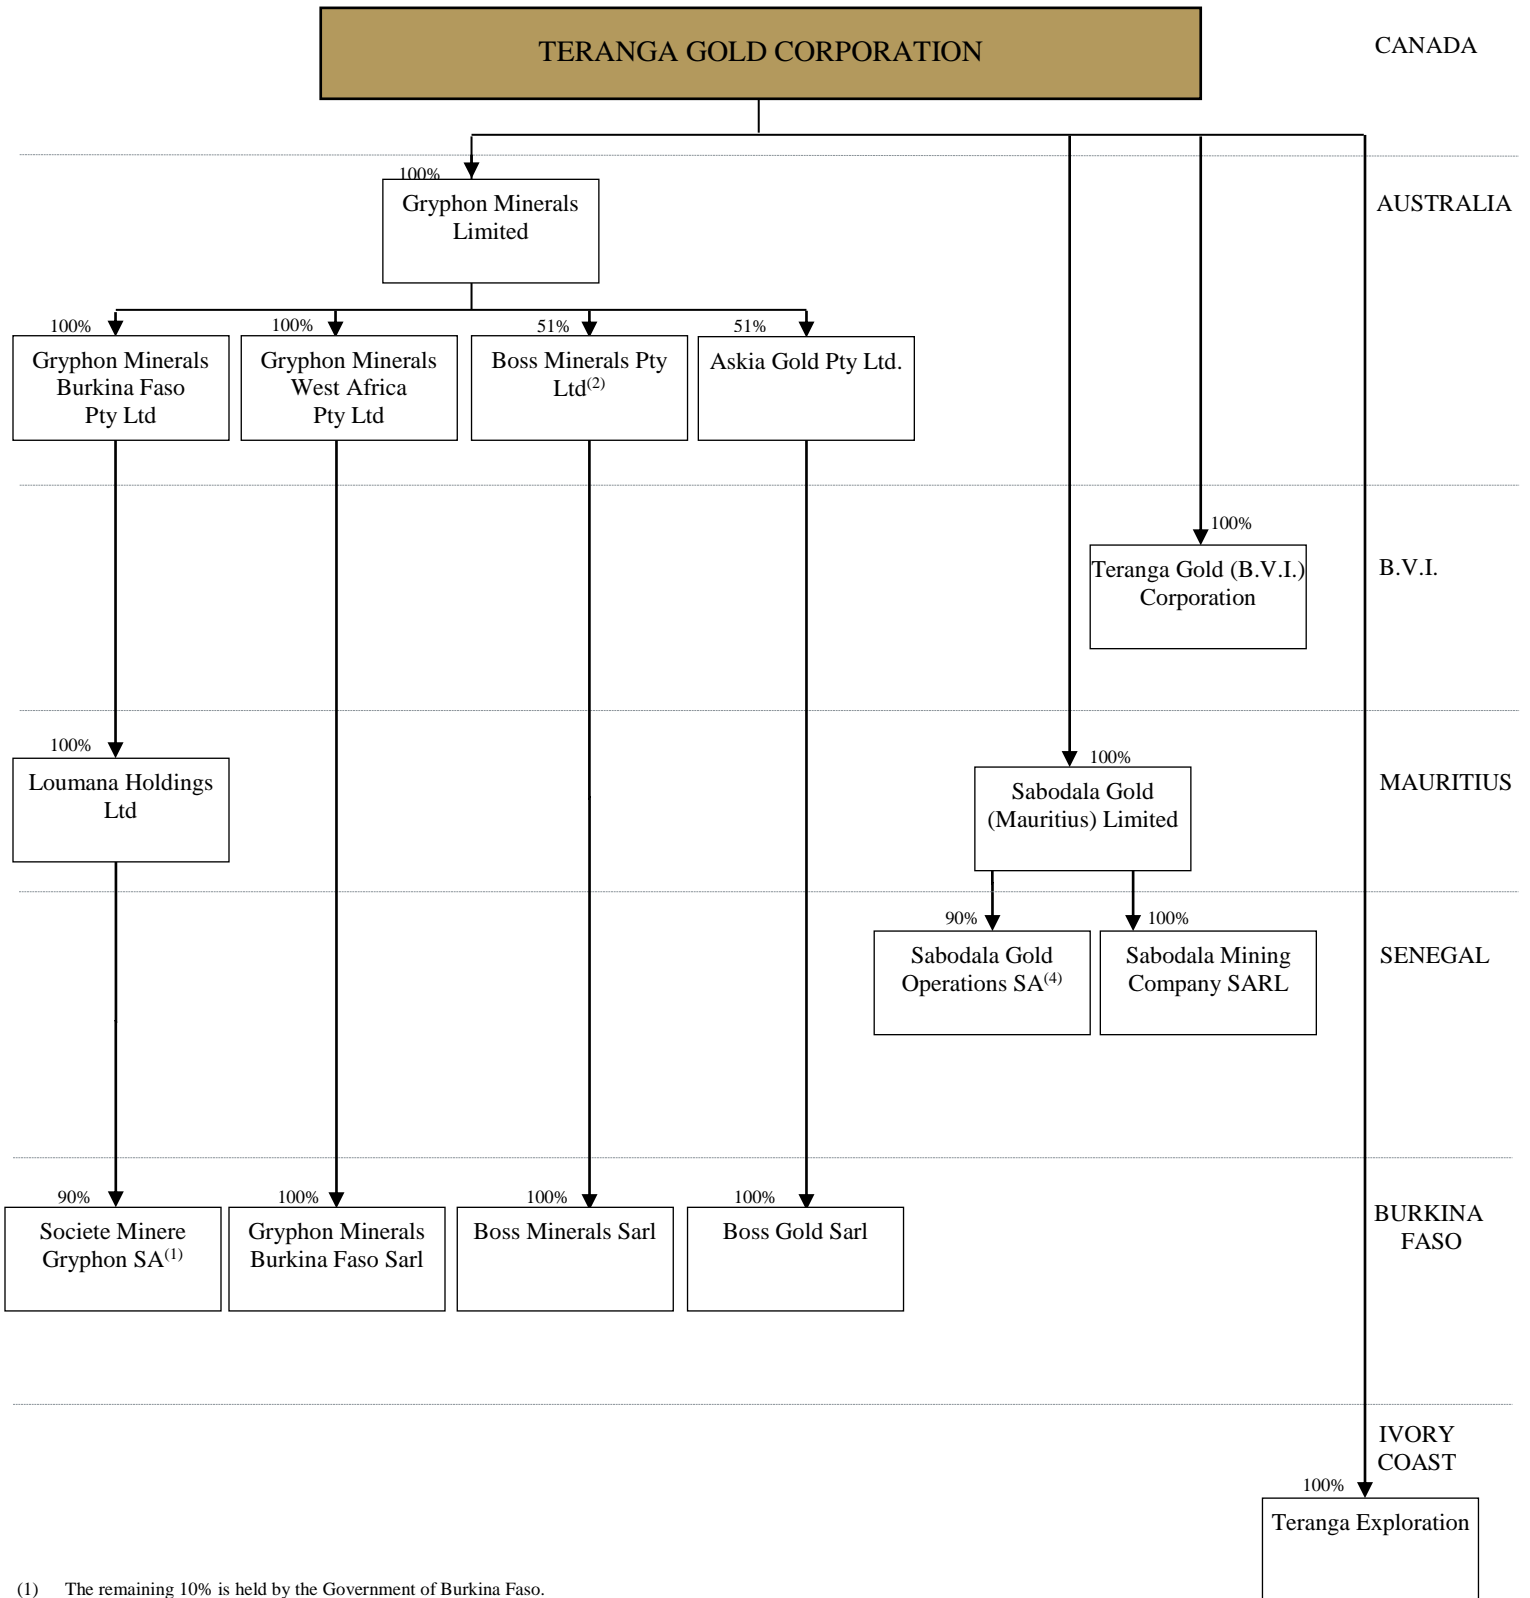 TERANGA GOLD CORPORATION
CANADA
100%
Gryphon Minerals
Limited
AUSTRALIA
100%
100%
51%
51%
Gryphon Minerals
Burkina Faso
Pty Ltd
Gryphon Minerals
West Africa
Pty Ltd
Boss Minerals Pty
Ltd(2)
Askia Gold Pty Ltd.
100%
Teranga Gold (B.V.I.)
Corporation
B.V.I.
100%
Loumana Holdings
Ltd
100%
Sabodala Gold
(Mauritius) Limited
MAURITIUS
90%
100%
Sabodala Gold
Operations SA(4)
Sabodala Mining
Company SARL
SENEGAL
90%
100%
100%
100%
Societe Minere
Gryphon SA(1)
Gryphon Minerals
Burkina Faso Sarl
Boss Minerals Sarl
Boss Gold Sarl
BURKINA
FASO
IVORY
COAST
100%
Teranga Exploration
(1) The remaining 10% is held by the Government of Burkina Faso.